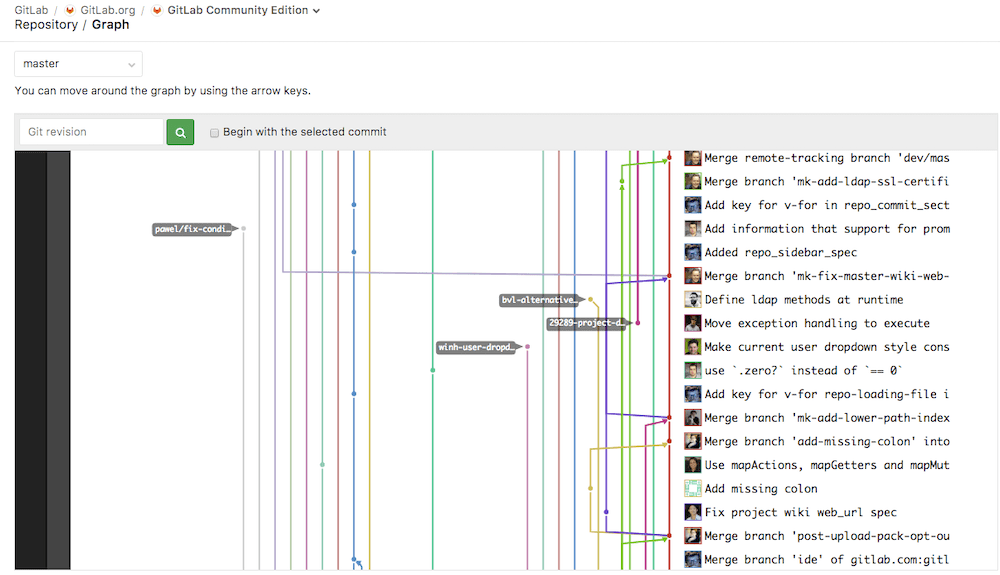 GitLab / GitLab.org / GitLab Community Edition
Repository / Graph
master
You can move around the graph by using the arrow keys.
Git revision
Begin with the selected commit
Merge remote-tracking branch 'dev/mas
Merge branch 'mk-add-ldap-ssl-certifi
Add key for v-for in repo_commit_sect
pawel/fix-condi…
Add information that support for prom
Added repo_sidebar_spec
Merge branch 'mk-fix-master-wiki-web-
bvl-alternative…
Define ldap methods at runtime
29289-project-d…
Move exception handling to execute
winh-user-dropd…
Make current user dropdown style cons
use `.zero?` instead of `== 0`
Add key for v-for repo-loading-file i
Merge branch 'mk-add-lower-path-index
Merge branch 'add-missing-colon' into
Use mapActions, mapGetters and mapMut
Add missing colon
Fix project wiki web_url spec
Merge branch 'post-upload-pack-opt-ou
Merge branch 'ide' of gitlab.com:gitl